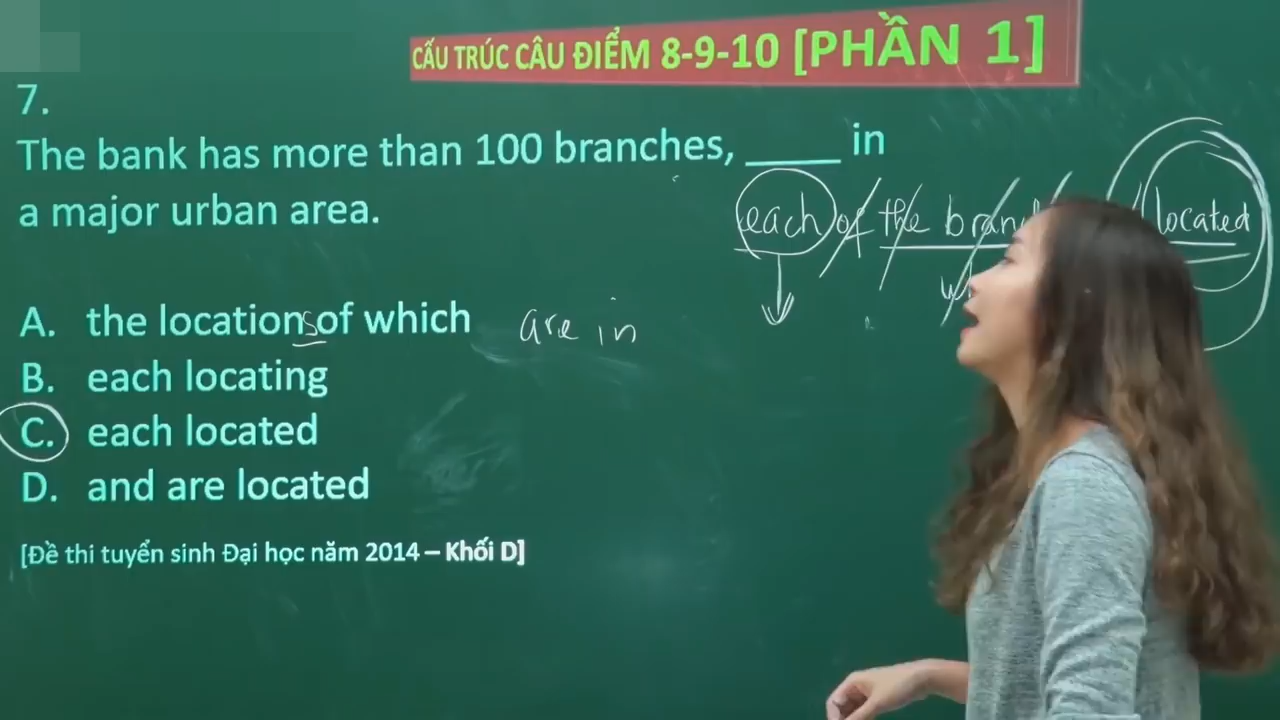 CẤU TRÚC CÂU ĐIỂM 8-9-10 [PHẦN 1]
7.
The bank has more than 100 branches, _____ in
a major urban area.
each of the bran
located
A. the locationsof which
are in
B. each locating
C. each located
D. and are located
[Đề thi tuyển sinh Đại học năm 2014 – Khối D]